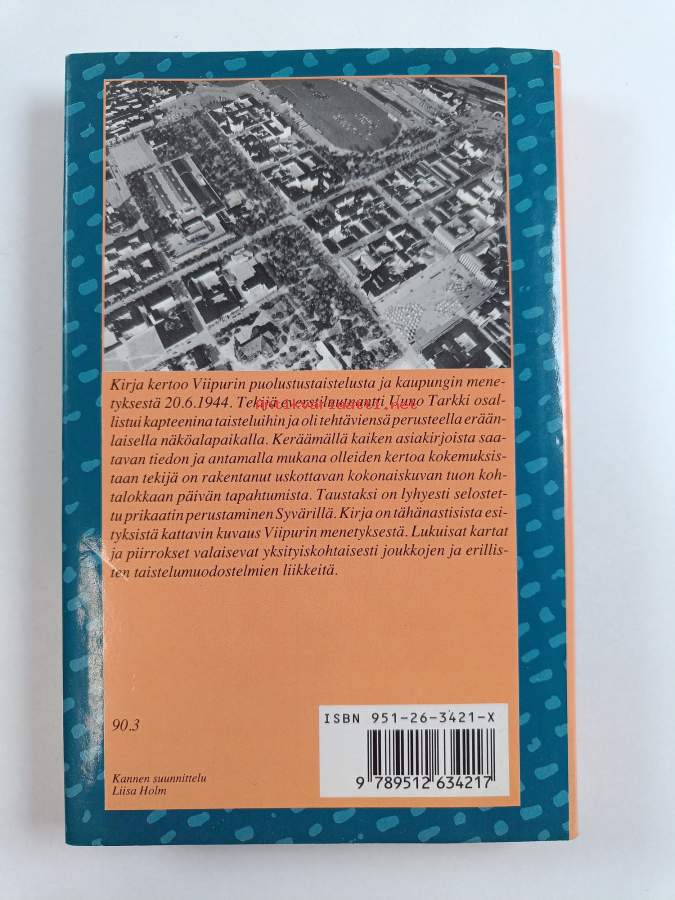 Kirja kertoo Viipurin puolustustaistelusta ja kaupungin mene-
tyksestä 20.6.1944. Tekijä everstiluutnantti Uuno Tarkki osal-
Antikvariaatti.net
listui kapteenina taisteluihin ja oli tehtäviensä perusteella erään-
laisella näköalapaikalla. Keräämällä kaiken asiakirjoista saa-
tavan tiedon ja antamalla mukana olleiden kertoa kokemuksis-
taan tekijä on rakentanut uskottavan kokonaiskuvan tuon koh-
talokkaan päivän tapahtumista. Taustaksi on lyhyesti selostet-
tu prikaatin perustaminen Syvärillä. Kirja on tähänastisista esi-
tyksistä kattavin kuvaus Viipurin menetyksestä. Lukuisat kartat
ja piirrokset valaisevat yksityiskohtaisesti joukkojen ja erillis-
ten taistelumuodostelmien liikkeitä.
90.3
Kannen suunnittelu
Liisa Holm
ISBN 951-26-3421-X
9 789512 634217